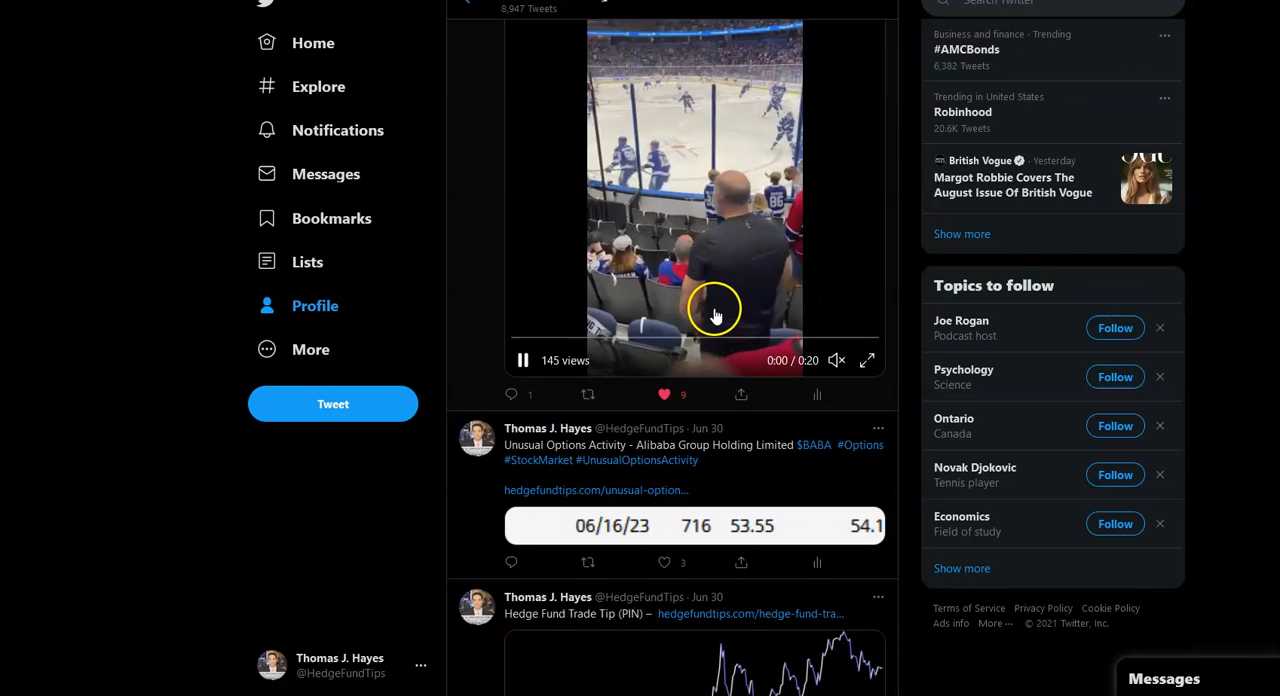 Home
Explore
Notifications
Messages
Bookmarks
Lists
Profile
More
Tweet
Thomas J. Hayes
@HedgeFundTips
8,947 Tweets
86
145 views
0:00 / 0:20
1
9
Thomas J. Hayes @HedgeFundTips · Jun 30
Unusual Options Activity - Alibaba Group Holding Limited $BABA #Options
#StockMarket #UnusualOptionsActivity
hedgefundtips.com/unusual-option...
06/16/23 716 53.55 54.1
3
Thomas J. Hayes @HedgeFundTips · Jun 30
Hedge Fund Trade Tip (PIN) – hedgefundtips.com/hedge-fund-tra...
Search Twitter
Business and finance · Trending
#AMCBonds
6,382 Tweets
Trending in United States
Robinhood
20.6K Tweets
British Vogue · Yesterday
Margot Robbie Covers The
August Issue Of British Vogue
Show more
Topics to follow
Joe Rogan
Podcast host
Follow
Psychology
Science
Follow
Ontario
Canada
Follow
Novak Djokovic
Tennis player
Follow
Economics
Field of study
Follow
Show more
Terms of Service Privacy Policy Cookie Policy
Ads info More ··· © 2021 Twitter, Inc.
Messages